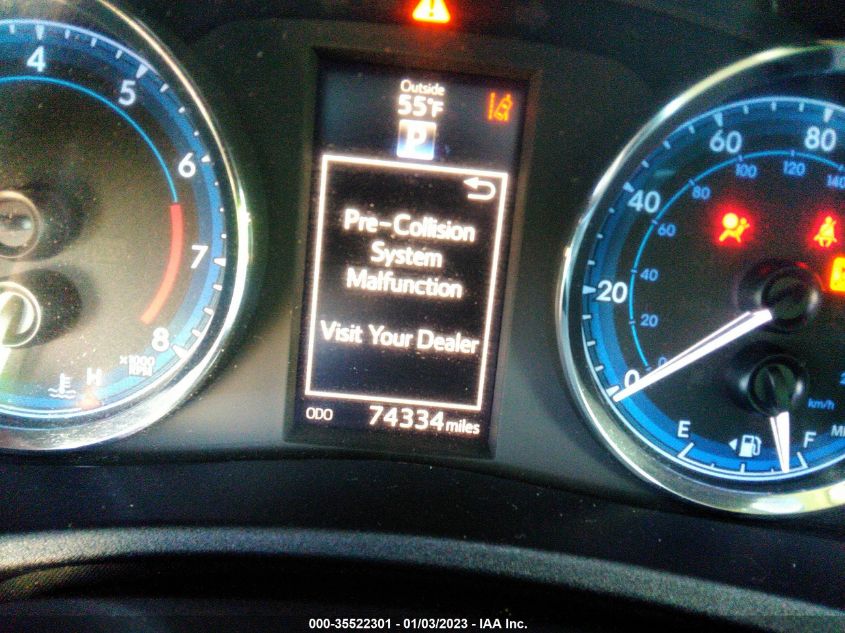 4
5
6
7
8
×1000
RPM
H
Outside
55°F
P
Pre-Collision
System
Malfunction
Visit Your Dealer
ODO 74334 miles
0
20
40
60
80
0
20
40
60
80
100
120
140
km/h
E
F
000-35522301 - 01/03/2023 - IAA Inc.